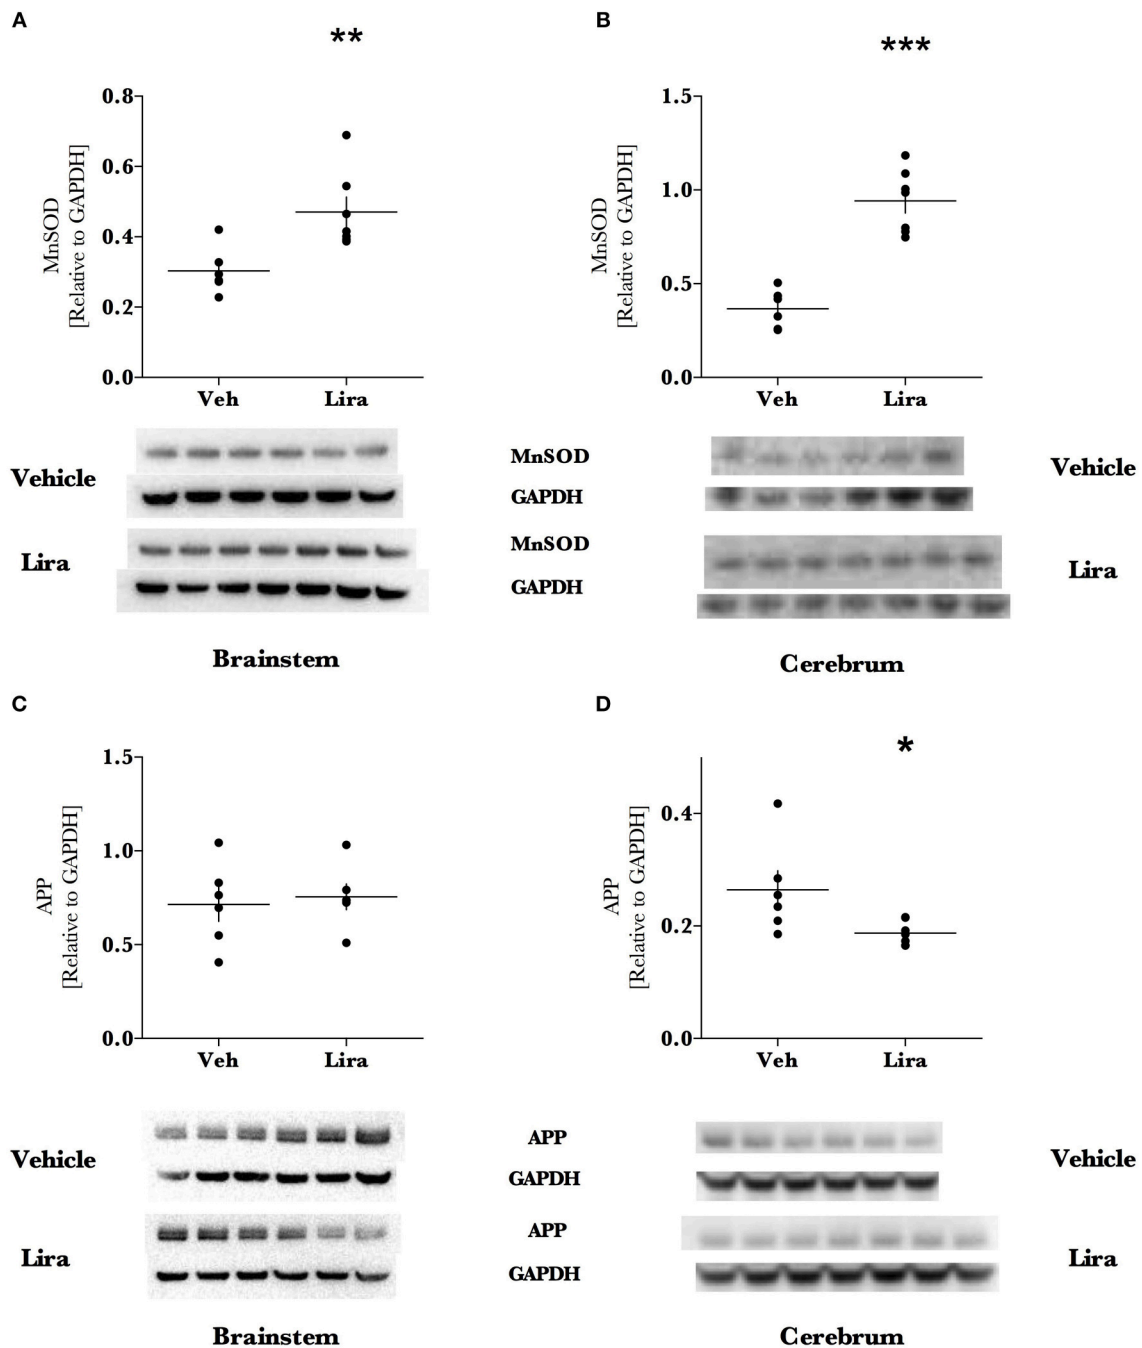 A
**
MnSOD
[Relative to GAPDH]
0.8
0.6
0.4
0.2
0.0
Veh Lira
Vehicle
MnSOD
GAPDH
Lira
MnSOD
GAPDH
Brainstem
B
***
MnSOD
[Relative to GAPDH]
1.5
1.0
0.5
0.0
Veh Lira
Vehicle
Lira
Cerebrum
C
APP
[Relative to GAPDH]
1.5
1.0
0.5
0.0
Veh Lira
Vehicle
APP
GAPDH
Lira
APP
GAPDH
Brainstem
D
*
APP
[Relative to GAPDH]
0.4
0.2
0.0
Veh Lira
Vehicle
Lira
Cerebrum